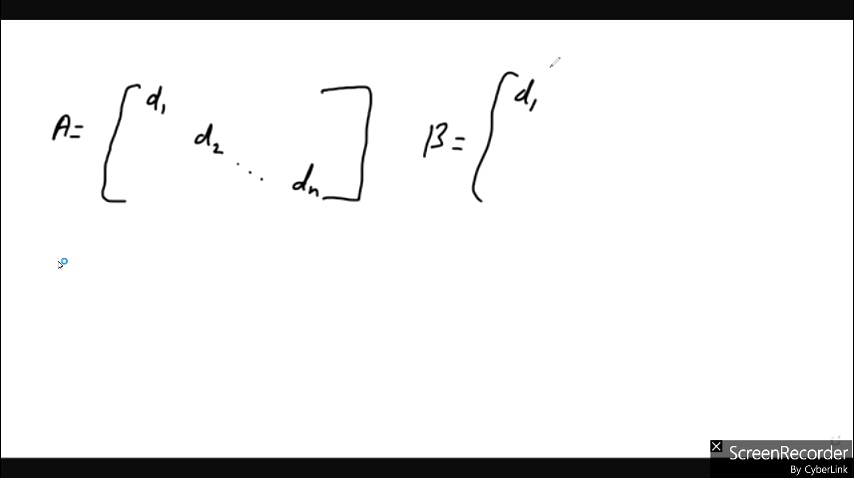 A = [d₁ d₂ ... dₙ] B = [d₁
ScreenRecorder
By CyberLink